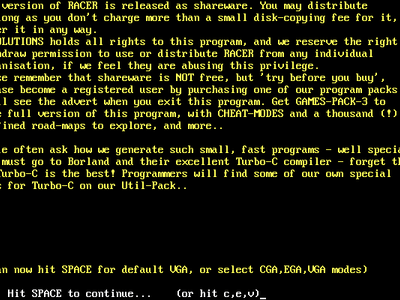 version of RACER is released as shareware. You may distribute
ong as you don't charge more than a small disk-copying fee for it,
er it in any way.
OLUTIONS holds all rights to this program, and we reserve the right
hdraw permission to use or distribute RACER from any individual
anisation, if we feel they are abusing this privilege.
e remember that shareware is NOT free, but 'try before you buy',
ase become a registered user by purchasing one of our program packs
ll see the advert when you exit this program. Get GAMES-PACK-3 to
e full version of this program, with CHEAT-MODES and a thousand (!)
fined road-maps to explore, and more..
le often ask how we generate such small, fast programs - well speci
must go to Borland and their excellent Turbo-C compiler - forget th
Turbo-C is the best! Programmers will find some of our own special
s for Turbo-C on our Util-Pack..
an now hit SPACE for default VGA, or select CGA,EGA,VGA modes)
Hit SPACE to continue... (or hit c,e,v)_